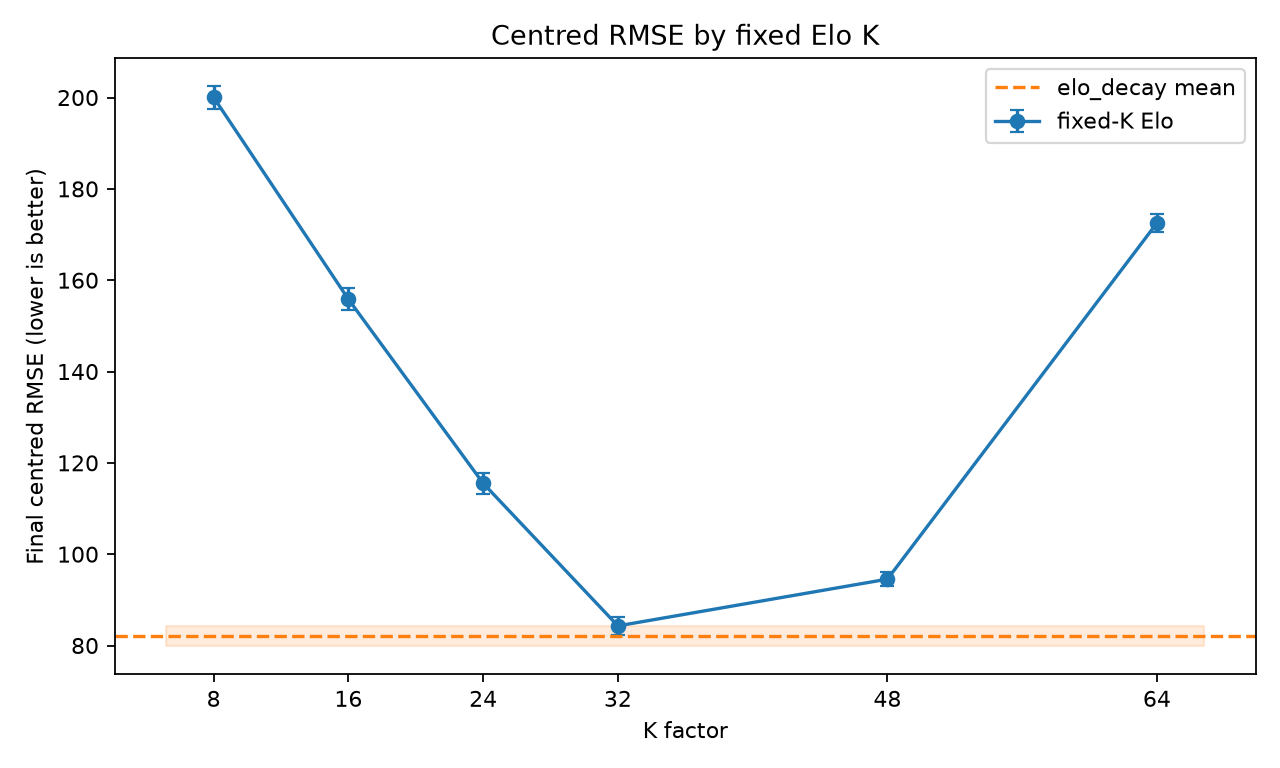 Centred RMSE by fixed Elo K
elo_decay mean
fixed-K Elo
Final centred RMSE (lower is better)
200
180
160
140
120
100
80
8 16 24 32 48 64
K factor